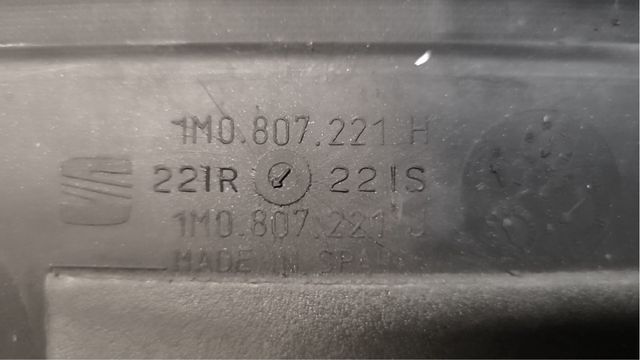 1M0.807.221 H
221R 221S
1M0.807.221 J
MADE IN SPAIN